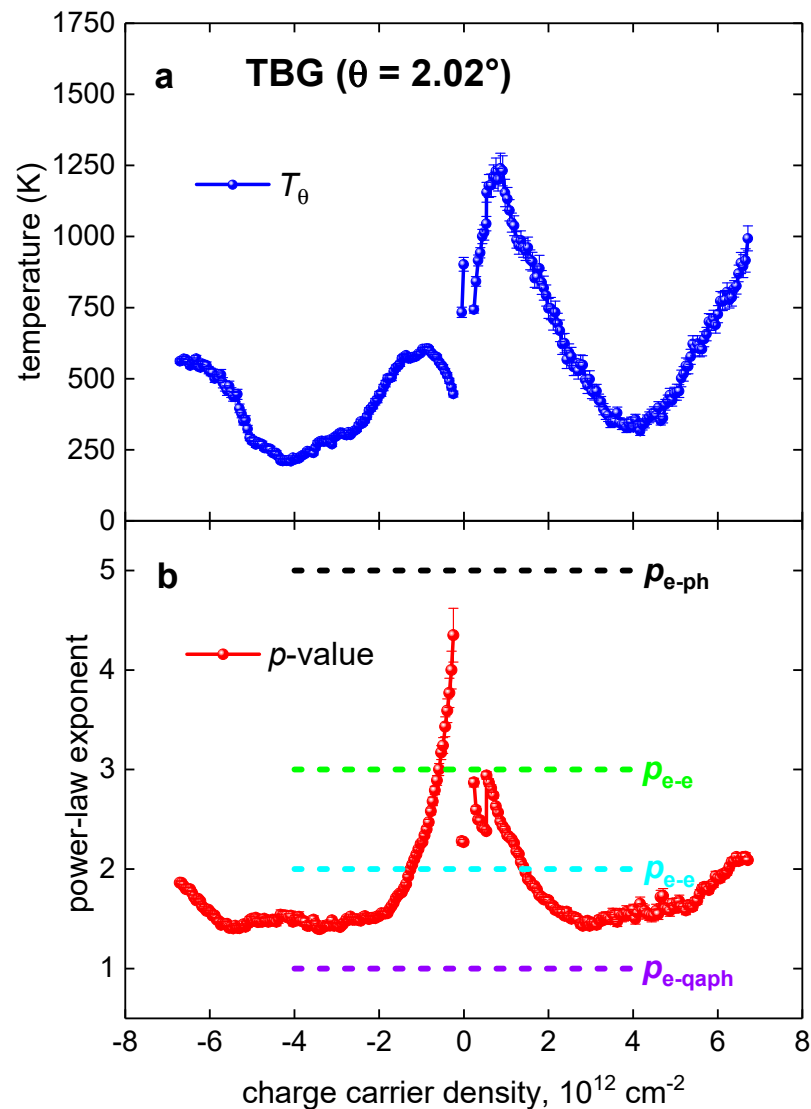 1750
a TBG (θ = 2.02°)
1500
1250
Tθ
1000
temperature (K)
750
500
250
0
b
5
pe-ph
p-value
4
power-law exponent
3
pe-e
2
pe-e
1
pe-qaph
-8 -6 -4 -2 0 2 4 6 8
charge carrier density, 10¹² cm⁻²